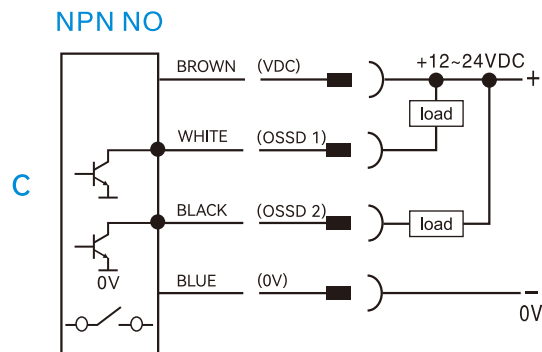 NPN NO
BROWN (VDC) +12~24VDC
+
load
WHITE (OSSD 1)
C
BLACK (OSSD 2) load
0V
BLUE (0V) −
0V